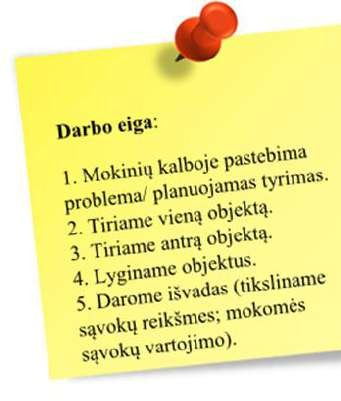 Darbo eiga:
1. Mokinių kalboje pastebima
problema/ planuojamas tyrimas.
2. Tiriame vieną objektą.
3. Tiriame antrą objektą.
4. Lyginame objektus.
5. Darome išvadas (tiksliname
sąvokų reikšmes; mokomės
sąvokų vartojimo).